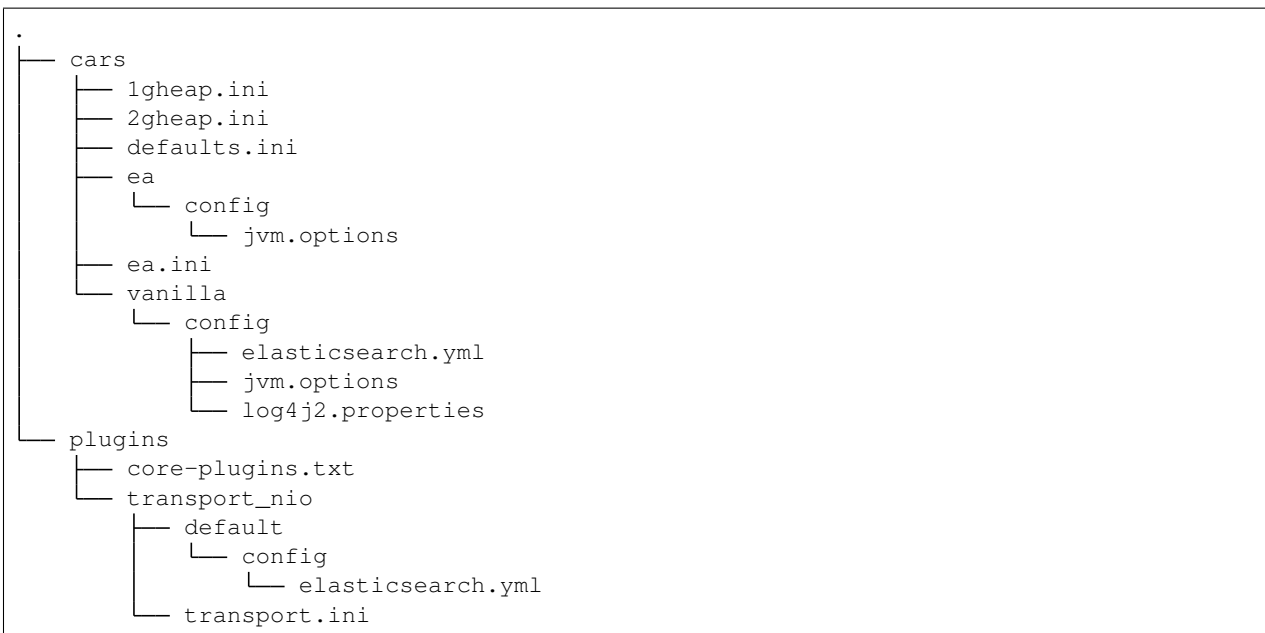 .
├── cars
│   ├── 1gheap.ini
│   ├── 2gheap.ini
│   ├── defaults.ini
│   ├── ea
│   │   └── config
│   │       └── jvm.options
│   ├── ea.ini
│   └── vanilla
│       └── config
│           ├── elasticsearch.yml
│           ├── jvm.options
│           └── log4j2.properties
└── plugins
    ├── core-plugins.txt
    └── transport_nio
        ├── default
        │   └── config
        │       └── elasticsearch.yml
        └── transport.ini